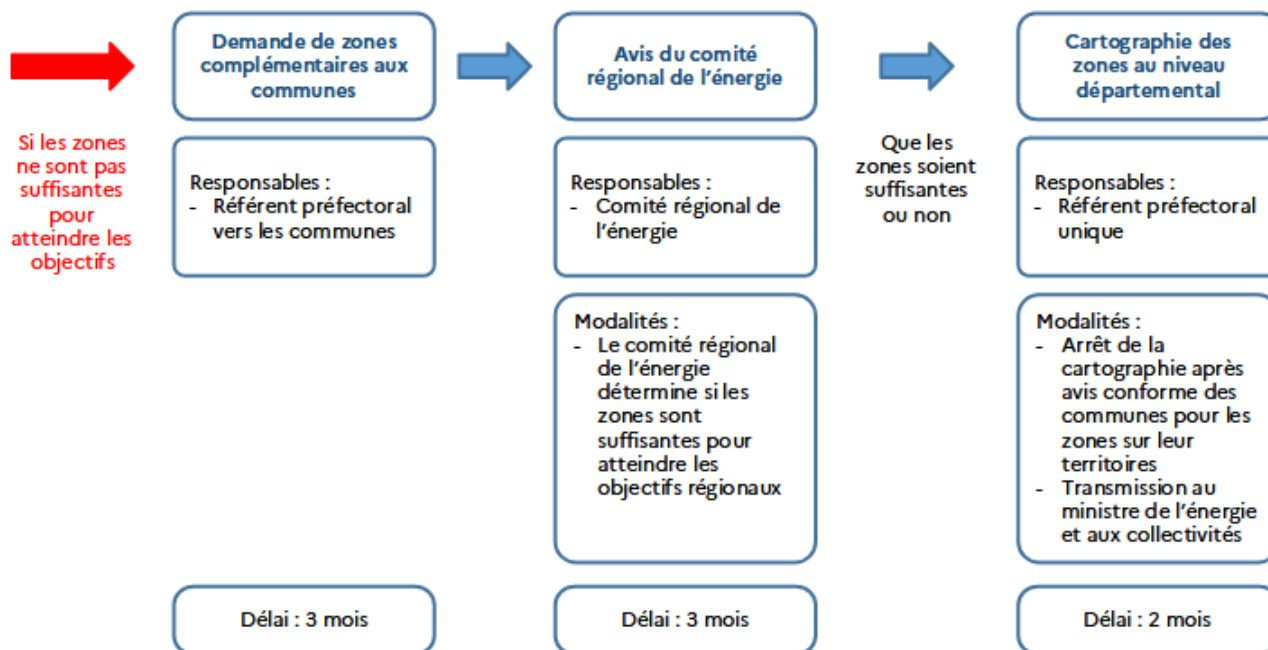 Demande de zones
complémentaires aux
communes
Avis du comité
régional de l'énergie
Cartographie des
zones au niveau
départemental
Si les zones
ne sont pas
suffisantes
pour
atteindre les
objectifs
Responsables :
- Référent préfectoral
vers les communes
Responsables :
- Comité régional de
l'énergie
Que les
zones soient
suffisantes
ou non
Responsables :
- Référent préfectoral
unique
Modalités :
- Le comité régional
de l'énergie
détermine si les
zones sont
suffisantes pour
atteindre les
objectifs régionaux
Modalités :
- Arrêt de la
cartographie après
avis conforme des
communes pour les
zones sur leur
territoires
- Transmission au
ministre de l'énergie
et aux collectivités
Délai : 3 mois
Délai : 3 mois
Délai : 2 mois